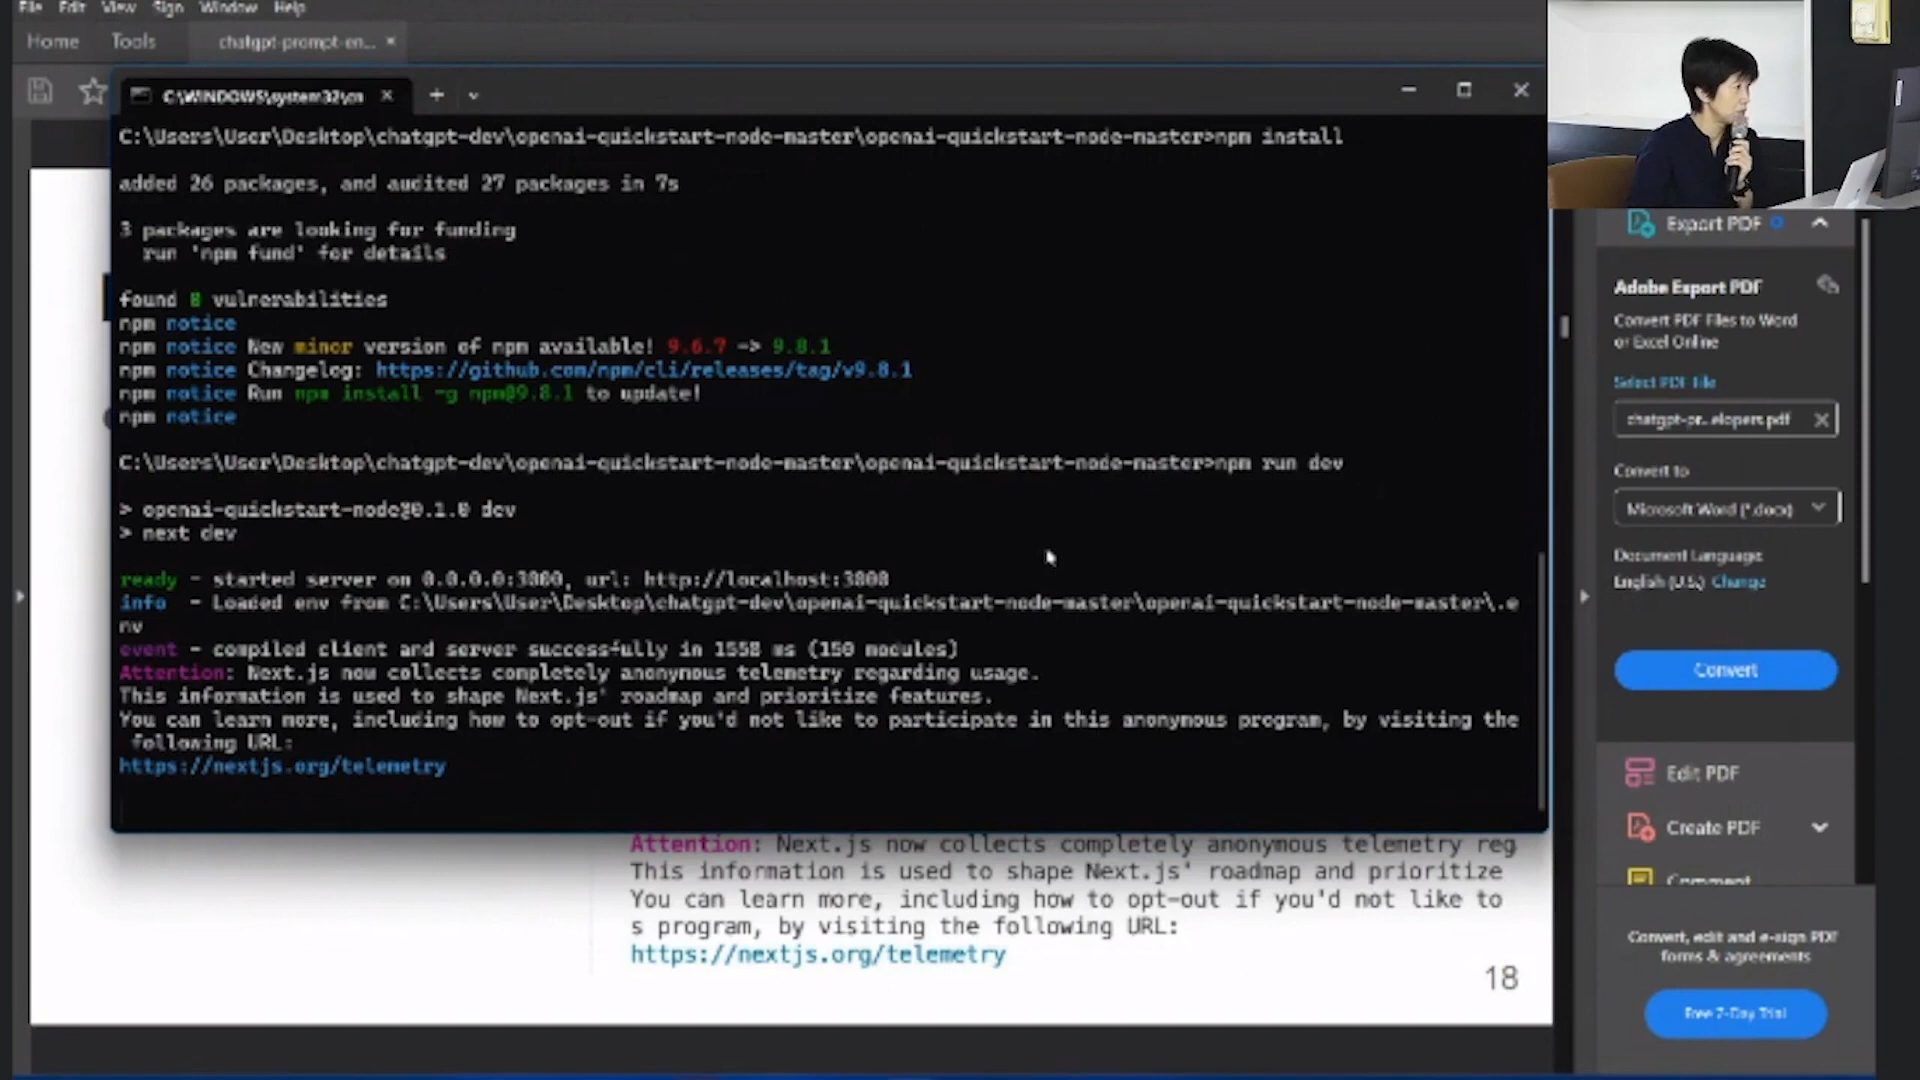 File Edit View Sign Window Help
Home Tools chatgpt-prompt-en... ×
C:\WINDOWS\system32\cm × +
C:\Users\User\Desktop\chatgpt-dev\openai-quickstart-node-master\openai-quickstart-node-master>npm install
added 26 packages, and audited 27 packages in 7s
3 packages are looking for funding
run 'npm fund' for details
found 0 vulnerabilities
npm notice
npm notice New minor version of npm available! 9.6.7 -> 9.8.1
npm notice Changelog: https://github.com/npm/cli/releases/tag/v9.8.1
npm notice Run npm install -g npm@9.8.1 to update!
npm notice
C:\Users\User\Desktop\chatgpt-dev\openai-quickstart-node-master\openai-quickstart-node-master>npm run dev
> openai-quickstart-node@0.1.0 dev
> next dev
ready - started server on 0.0.0.0:3000, url: http://localhost:3000
info - Loaded env from C:\Users\User\Desktop\chatgpt-dev\openai-quickstart-node-master\openai-quickstart-node-master\.e
nv
event - compiled client and server successfully in 1558 ms (150 modules)
Attention: Next.js now collects completely anonymous telemetry regarding usage.
This information is used to shape Next.js' roadmap and prioritize features.
You can learn more, including how to opt-out if you'd not like to participate in this anonymous program, by visiting the
following URL:
https://nextjs.org/telemetry
Attention: Next.js now collects completely anonymous telemetry reg
This information is used to shape Next.js' roadmap and prioritize
You can learn more, including how to opt-out if you'd not like to
s program, by visiting the following URL:
https://nextjs.org/telemetry
18
Export PDF
Adobe Export PDF
Convert PDF Files to Word
or Excel Online
Select PDF File
chatgpt-pr...elopers.pdf ×
Convert to
Microsoft Word (*.docx)
Document Language:
English (U.S.) Change
Convert
Edit PDF
Create PDF
Comment
Convert, edit and e-sign PDF
forms & agreements
Free 7-Day Trial